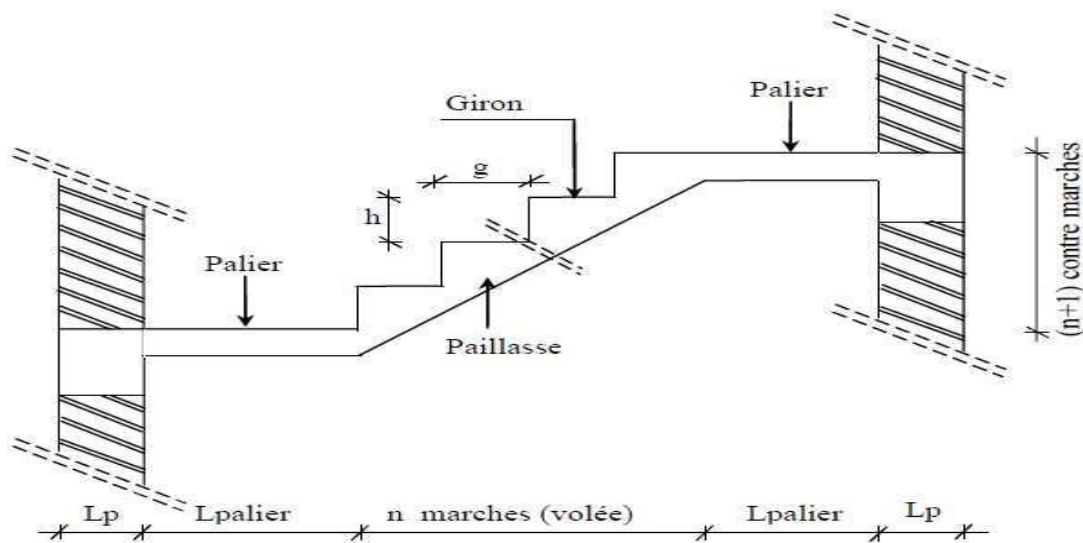 Giron
Palier
g
h
Palier
Paillasse
(n+1) contre marches
Lp Lpalier n marches (volée) Lpalier Lp